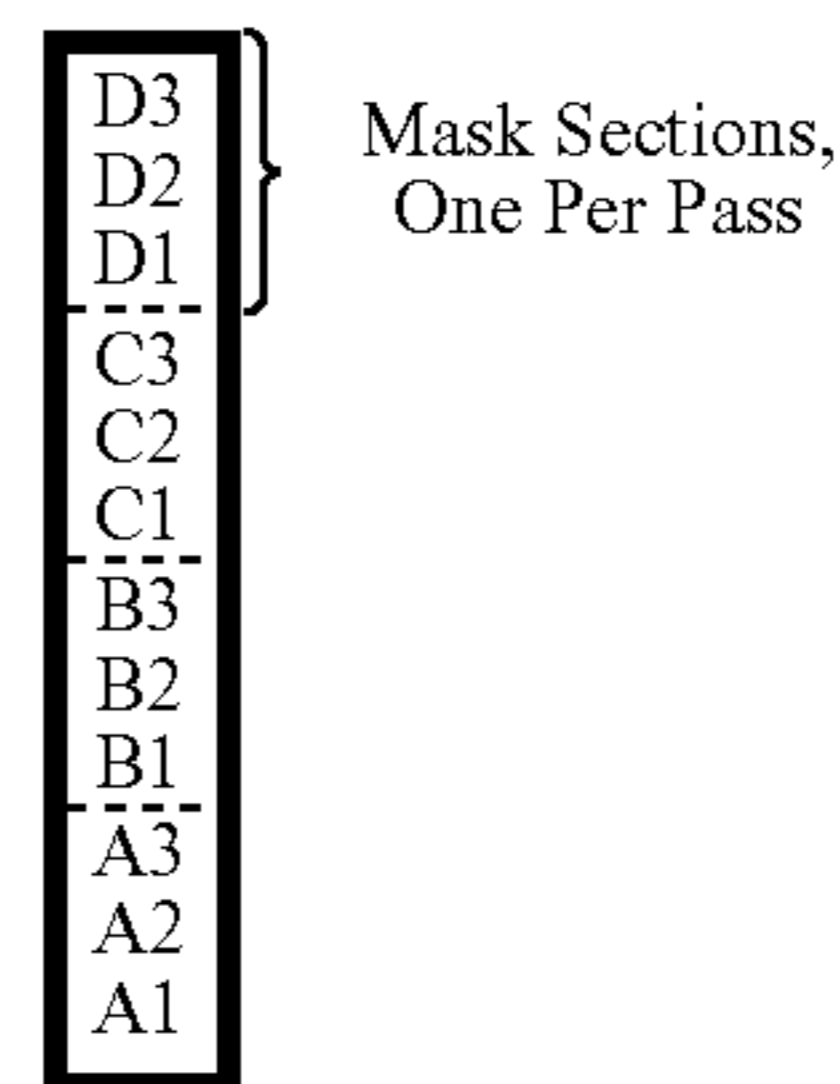 D3
D2
D1
C3
C2
C1
B3
B2
B1
A3
A2
A1
Mask Sections,
One Per Pass